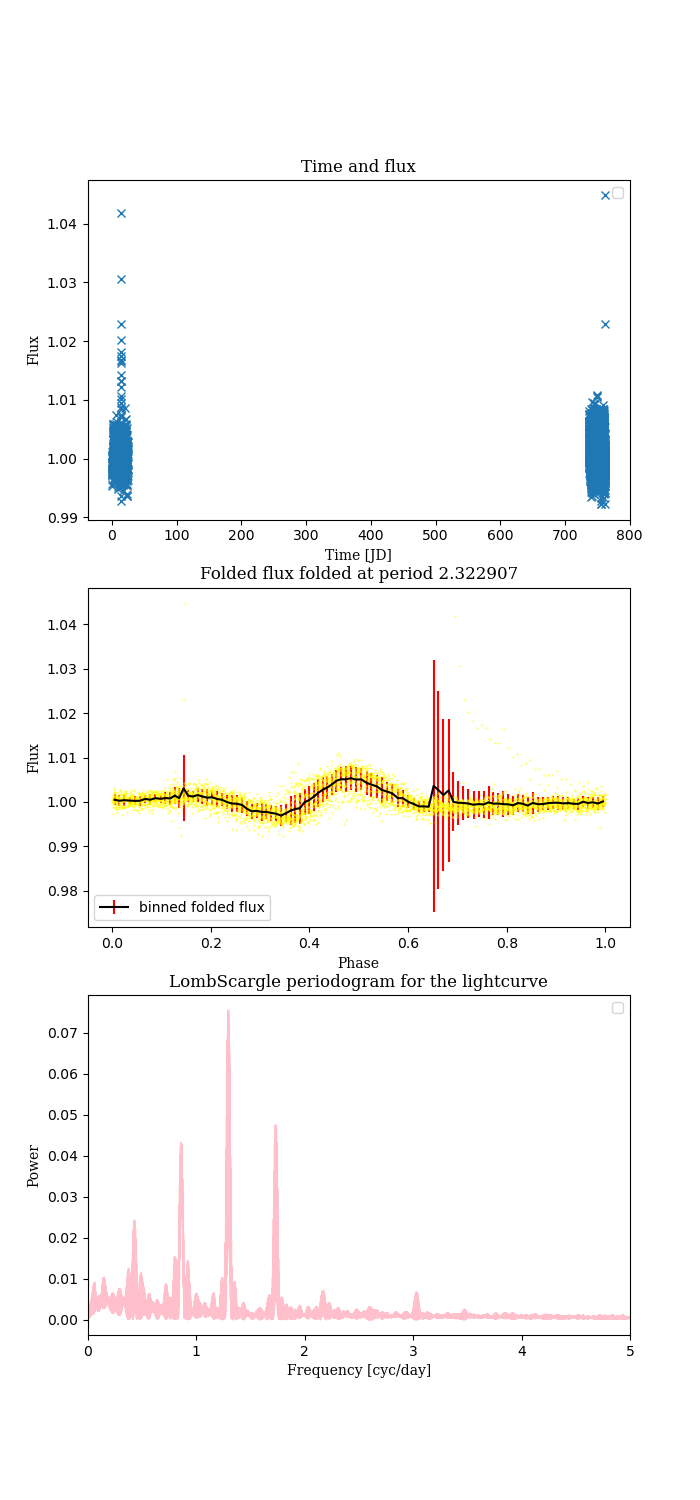 Time and flux
1.04
1.03
1.02
1.01
1.00
0.99
Flux
0 100 200 300 400 500 600 700 800
Time [JD]
Folded flux folded at period 2.322907
1.04
1.03
1.02
1.01
1.00
0.99
0.98
Flux
binned folded flux
0.0 0.2 0.4 0.6 0.8 1.0
Phase
LombScargle periodogram for the lightcurve
0.07
0.06
0.05
0.04
0.03
0.02
0.01
0.00
Power
0 1 2 3 4 5
Frequency [cyc/day]